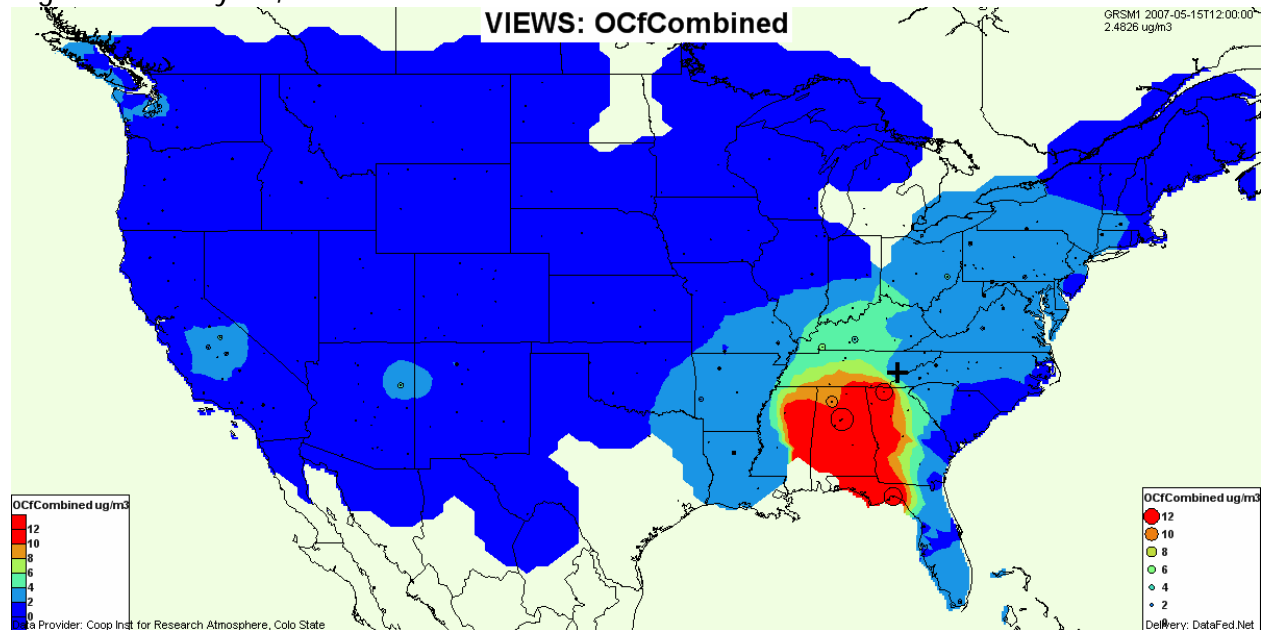 VIEWS: OCfCombined
GRSM1 2007-05-15T12:00:00
2.4826 ug/m3
OCfCombined ug/m3
12
10
8
6
4
2
0
OCfCombined ug/m3
12
10
8
6
4
2
Data Provider: Coop Inst for Research Atmosphere, Colo State
Delivery: DataFed.Net